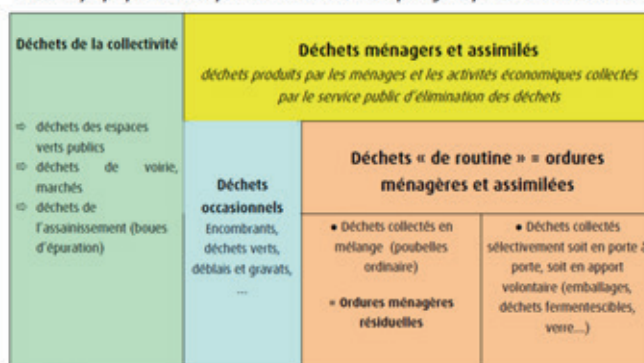 Déchets de la collectivité
⇨ déchets des espaces
verts publics
⇨ déchets de voirie,
marchés
⇨ déchets de
l'assainissement (boues
d'épuration)
Déchets ménagers et assimilés
déchets produits par les ménages et les activités économiques collectés
par le service public d'élimination des déchets
Déchets
occasionnels
Encombrants,
déchets verts,
déblais et gravats,
...
Déchets « de routine » = ordures
ménagères et assimilées
• Déchets collectés en
mélange (poubelles
ordinaire)
= Ordures ménagères
résiduelles
• Déchets collectés
sélectivement soit en porte à
porte, soit en apport
volontaire (emballages,
déchets fermentescibles,
verre...)